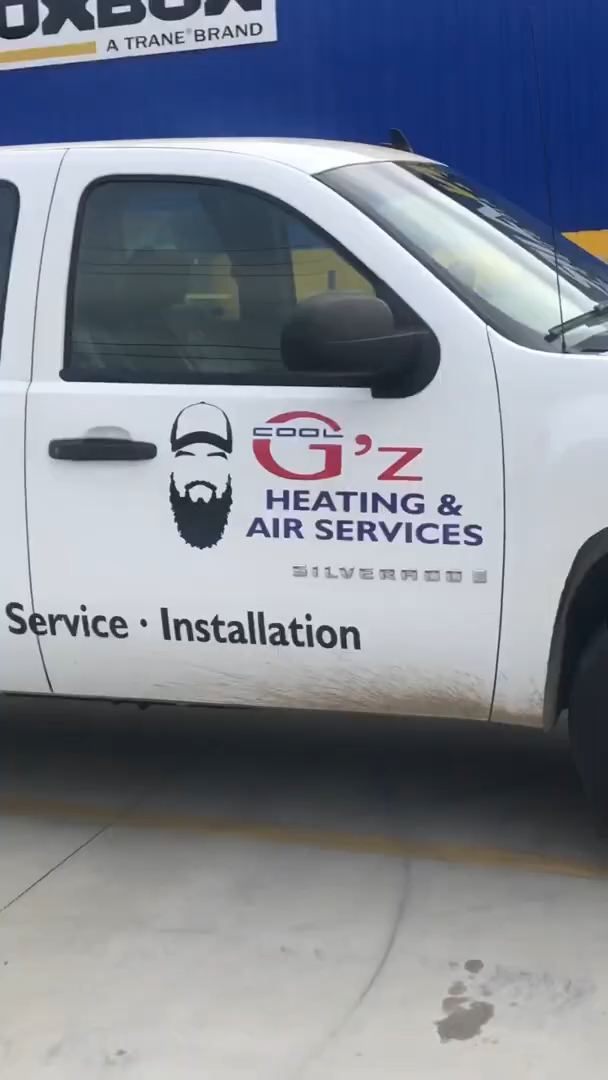 OXBOX
A TRANE® BRAND
COOL
G'z
HEATING &
AIR SERVICES
SILVERADO
Service · Installation